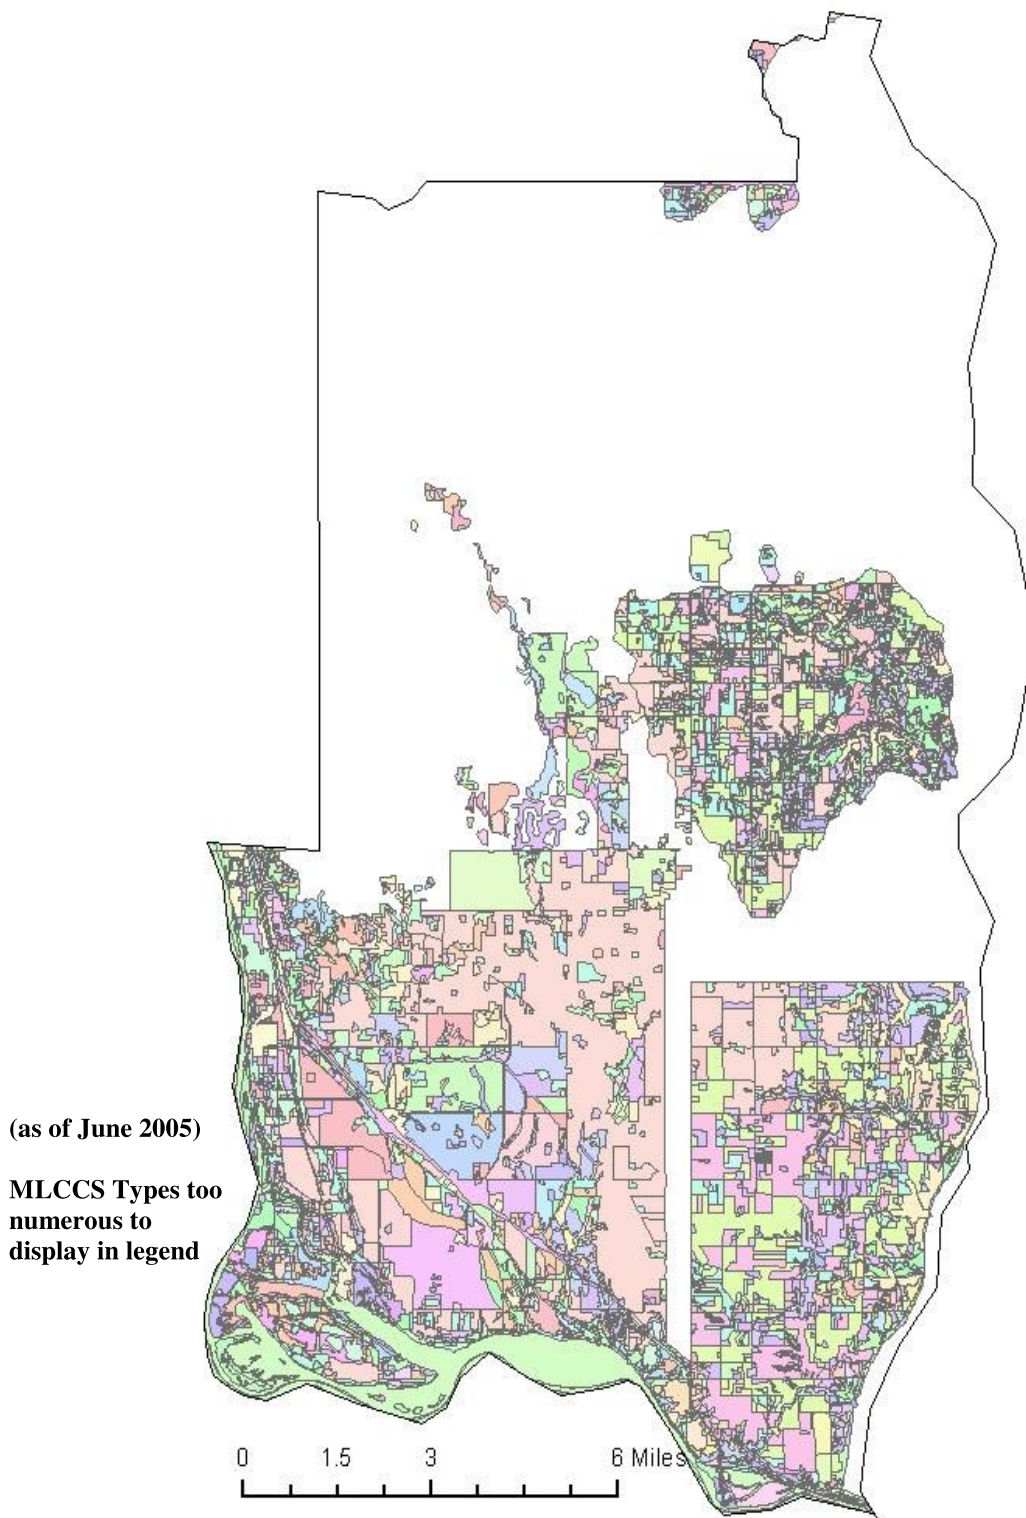 (as of June 2005)
MLCCS Types too
numerous to
display in legend
0 1.5 3 6 Miles